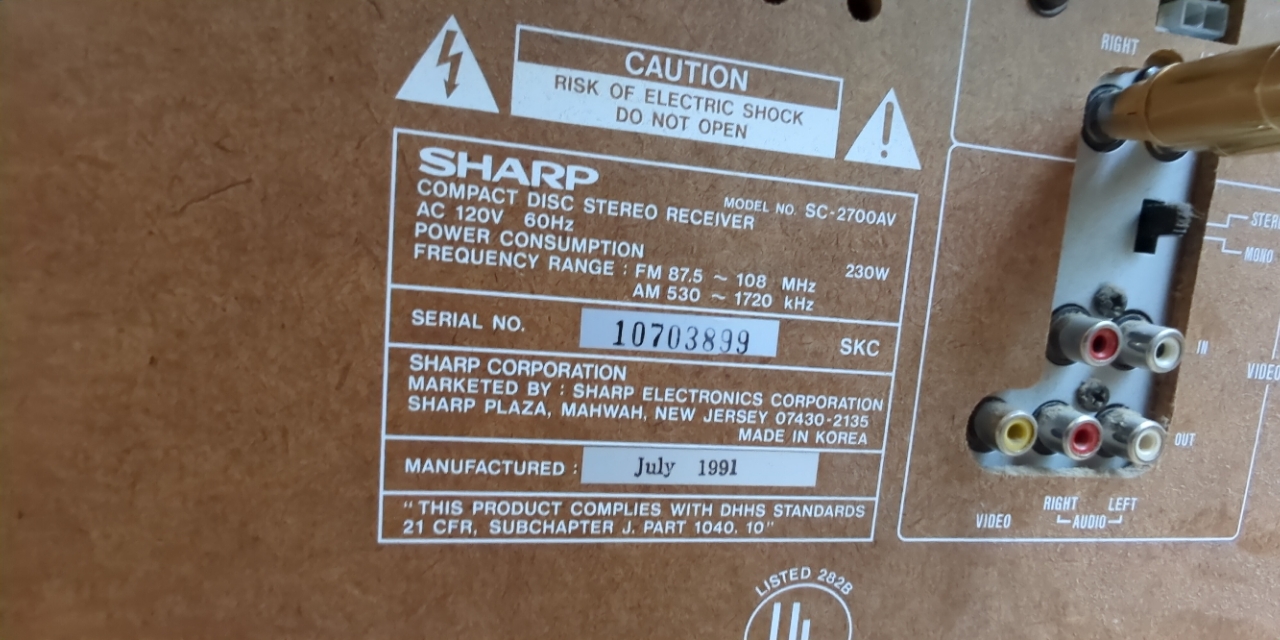 CAUTION
RISK OF ELECTRIC SHOCK
DO NOT OPEN
SHARP
COMPACT DISC STEREO RECEIVER MODEL NO. SC-2700AV
AC 120V 60Hz
POWER CONSUMPTION 230W
FREQUENCY RANGE : FM 87.5 ~ 108 MHz
AM 530 ~ 1720 kHz
SERIAL NO. 10703899 SKC
SHARP CORPORATION
MARKETED BY : SHARP ELECTRONICS CORPORATION
SHARP PLAZA, MAHWAH, NEW JERSEY 07430-2135
MADE IN KOREA
MANUFACTURED : July 1991
"THIS PRODUCT COMPLIES WITH DHHS STANDARDS
21 CFR, SUBCHAPTER J. PART 1040. 10"
LISTED 282B
UL
RIGHT
MONO
IN
VIDEO
OUT
RIGHT LEFT
VIDEO AUDIO